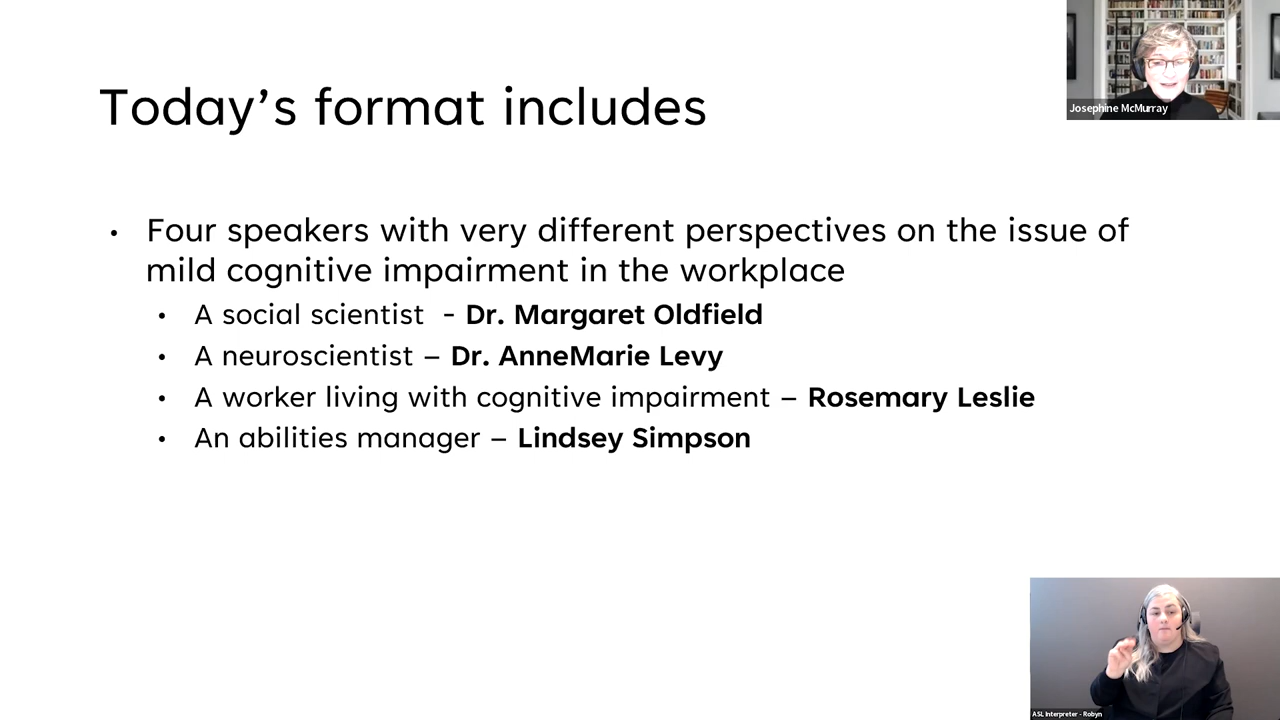 Today’s format includes
Josephine McMurray
• Four speakers with very different perspectives on the issue of
mild cognitive impairment in the workplace
• A social scientist - Dr. Margaret Oldfield
• A neuroscientist – Dr. AnneMarie Levy
• A worker living with cognitive impairment – Rosemary Leslie
• An abilities manager – Lindsey Simpson
ASL Interpreter - Robyn